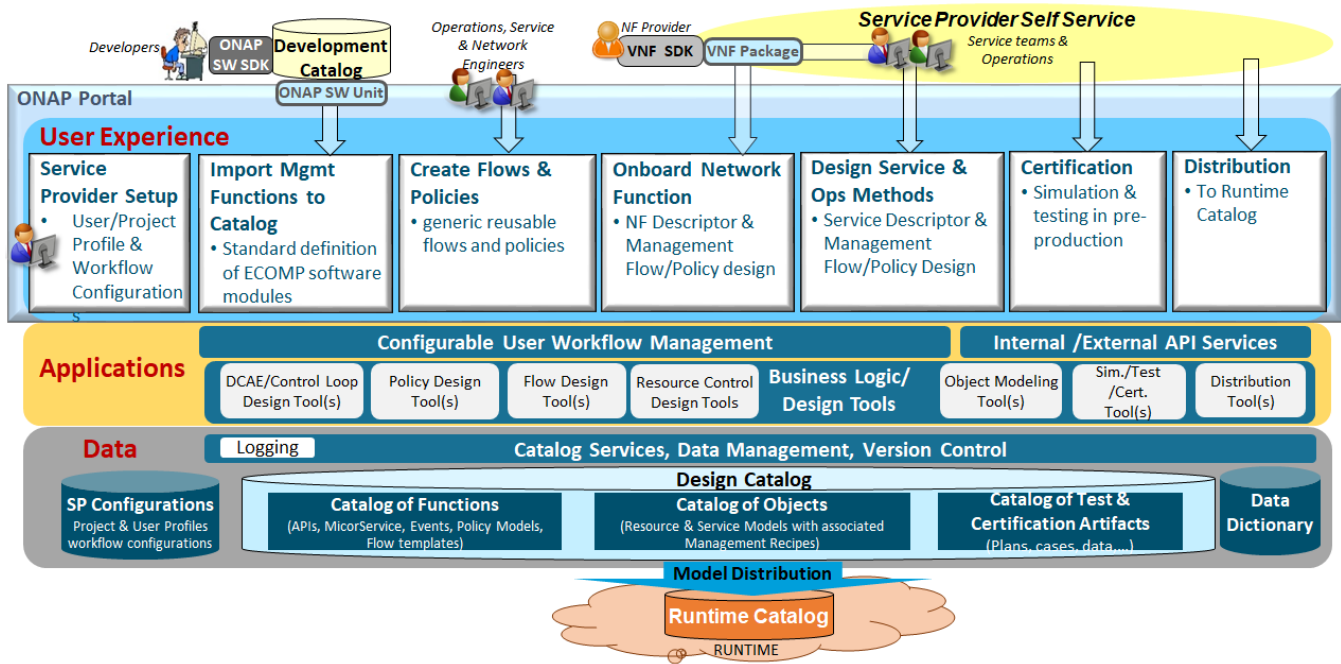 Developers
ONAP
SW SDK
Development
Catalog
ONAP SW Unit
Operations, Service
& Network
Engineers
NF Provider
VNF SDK
VNF Package
Service Provider Self Service
Service teams &
Operations
ONAP Portal
User Experience
Service
Provider Setup
• User/Project
Profile &
Workflow
Configuration
s
Import Mgmt
Functions to
Catalog
• Standard definition
of ECOMP software
modules
Create Flows &
Policies
• generic reusable
flows and policies
Onboard Network
Function
• NF Descriptor &
Management
Flow/Policy design
Design Service &
Ops Methods
• Service Descriptor &
Management
Flow/Policy Design
Certification
• Simulation &
testing in pre-
production
Distribution
• To Runtime
Catalog
Applications
Configurable User Workflow Management
Internal /External API Services
DCAE/Control Loop
Design Tool(s)
Policy Design
Tool(s)
Flow Design
Tool(s)
Resource Control
Design Tools
Business Logic/
Design Tools
Object Modeling
Tool(s)
Sim./Test
/Cert.
Tool(s)
Distribution
Tool(s)
Data
Logging
Catalog Services, Data Management, Version Control
SP Configurations
Project & User Profiles
workflow configurations
Design Catalog
Catalog of Functions
(APIs, MicorService, Events, Policy Models,
Flow templates)
Catalog of Objects
(Resource & Service Models with associated
Management Recipes)
Catalog of Test &
Certification Artifacts
(Plans, cases, data,...)
Data
Dictionary
Model Distribution
Runtime Catalog
RUNTIME